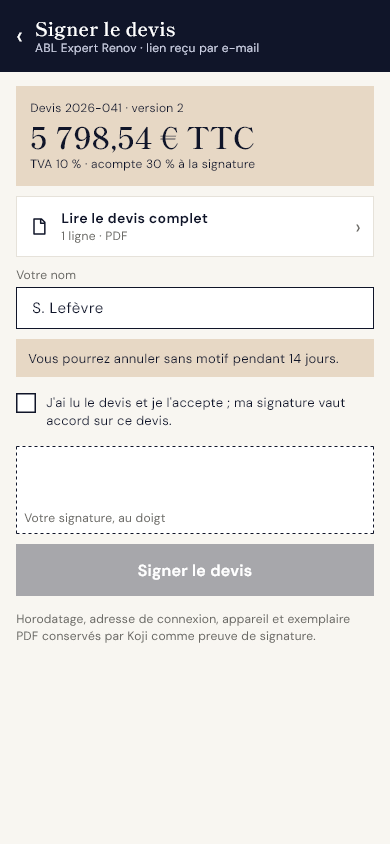 Signer le devis
ABL Expert Renov · lien reçu par e-mail
Devis 2026-041 · version 2
5 798,54 € TTC
TVA 10 % · acompte 30 % à la signature
Lire le devis complet
1 ligne · PDF
Votre nom
S. Lefèvre
Vous pourrez annuler sans motif pendant 14 jours.
J'ai lu le devis et je l'accepte ; ma signature vaut
accord sur ce devis.
Votre signature, au doigt
Signer le devis
Horodatage, adresse de connexion, appareil et exemplaire
PDF conservés par Koji comme preuve de signature.